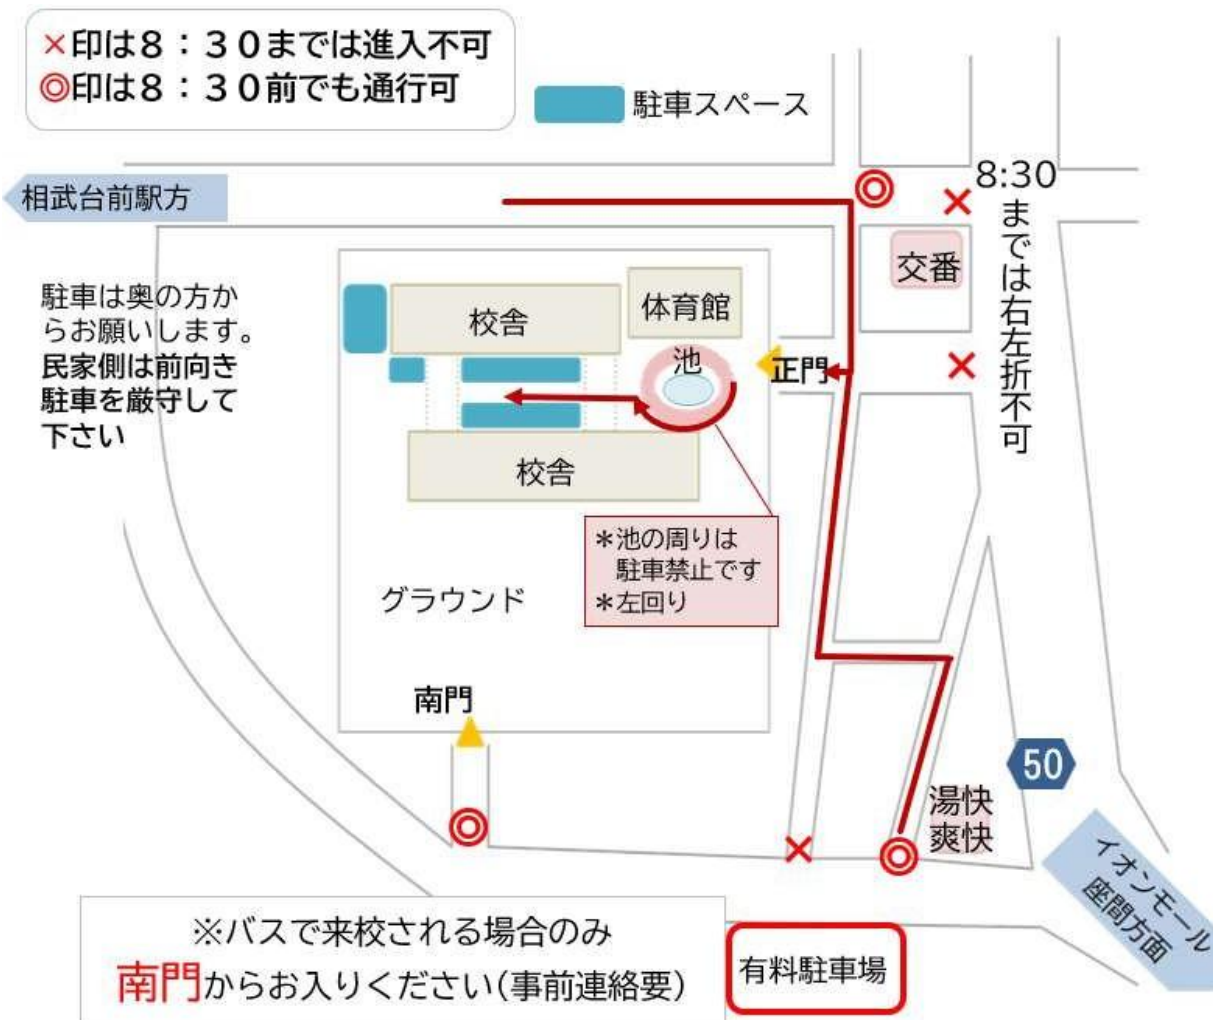 ×印は８：３０までは進入不可
◎印は８：３０前でも通行可
駐車スペース
相武台前駅方
8:30
までは右左折不可
交番
駐車は奥の方か
らお願いします。
民家側は前向き
駐車を厳守して
下さい
校舎
体育館
池
正門
校舎
＊池の周りは
駐車禁止です
＊左回り
グラウンド
南門
50
湯快
爽快
イオンモール
座間方面
※バスで来校される場合のみ
南門からお入りください（事前連絡要）
有料駐車場